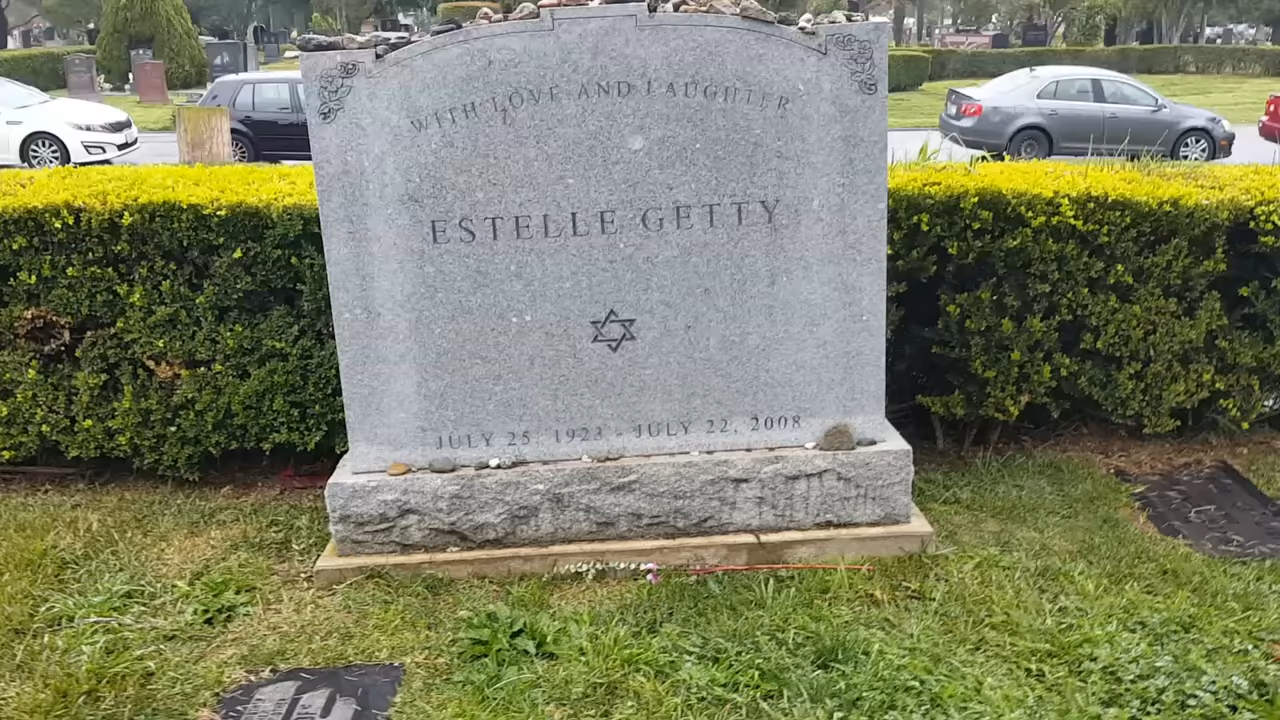 WITH LOVE AND LAUGHTER
ESTELLE GETTY
JULY 25, 1923 - JULY 22, 2008